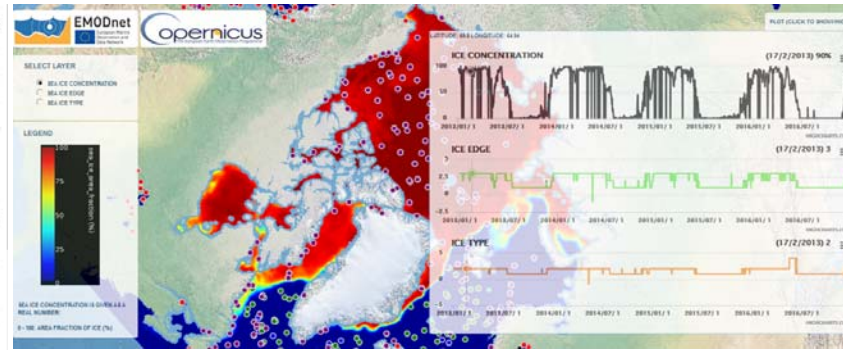 EMODnet
European Marine
Observation and
Data Network
Copernicus
The European Earth Observation Programme
PLOT (CLICK TO SHOW/HIDE
SELECT LAYER
SEA ICE CONCENTRATION
SEA ICE EDGE
SEA ICE TYPE
LEGEND
100
75
50
25
0
sea_ice_area_fraction (%)
SEA ICE CONCENTRATION IS GIVEN AS A
REAL NUMBER:
0 - 100: AREA FRACTION OF ICE (%)
ICE CONCENTRATION
(17/2/2013) 90%
100
50
0
2013/01/ 1
2013/07/ 1
2014/01/ 1
2014/07/ 1
2015/01/ 1
2015/07/ 1
2016/01/ 1
2016/07/ 1
ICE EDGE
(17/2/2013) 3
2.5
2013/01/ 1
2013/07/ 1
2014/01/ 1
2014/07/ 1
2015/01/ 1
2015/07/ 1
2016/01/ 1
2016/07/ 1
ICE TYPE
(17/2/2013) 2
2013/01/ 1
2013/07/ 1
2014/01/ 1
2014/07/ 1
2015/01/ 1
2015/07/ 1
2016/01/ 1
2016/07/ 1